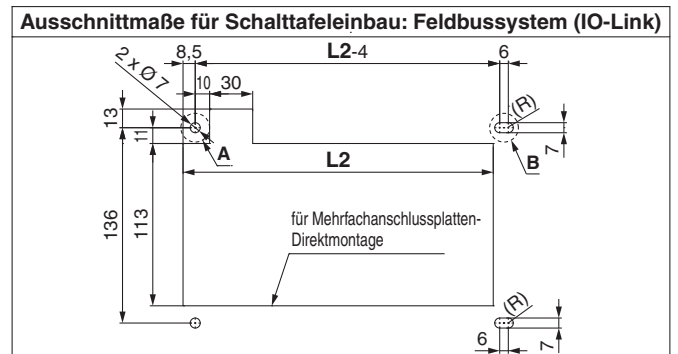 Ausschnittmaße für Schalttafeleinbau: Feldbussystem (IO-Link)
8,5
L2-4
6
2 x Ø 7
10
30
13
11
A
(R)
7
B
L2
136
113
für Mehrfachanschlussplatten-
Direktmontage
(R)
6
7